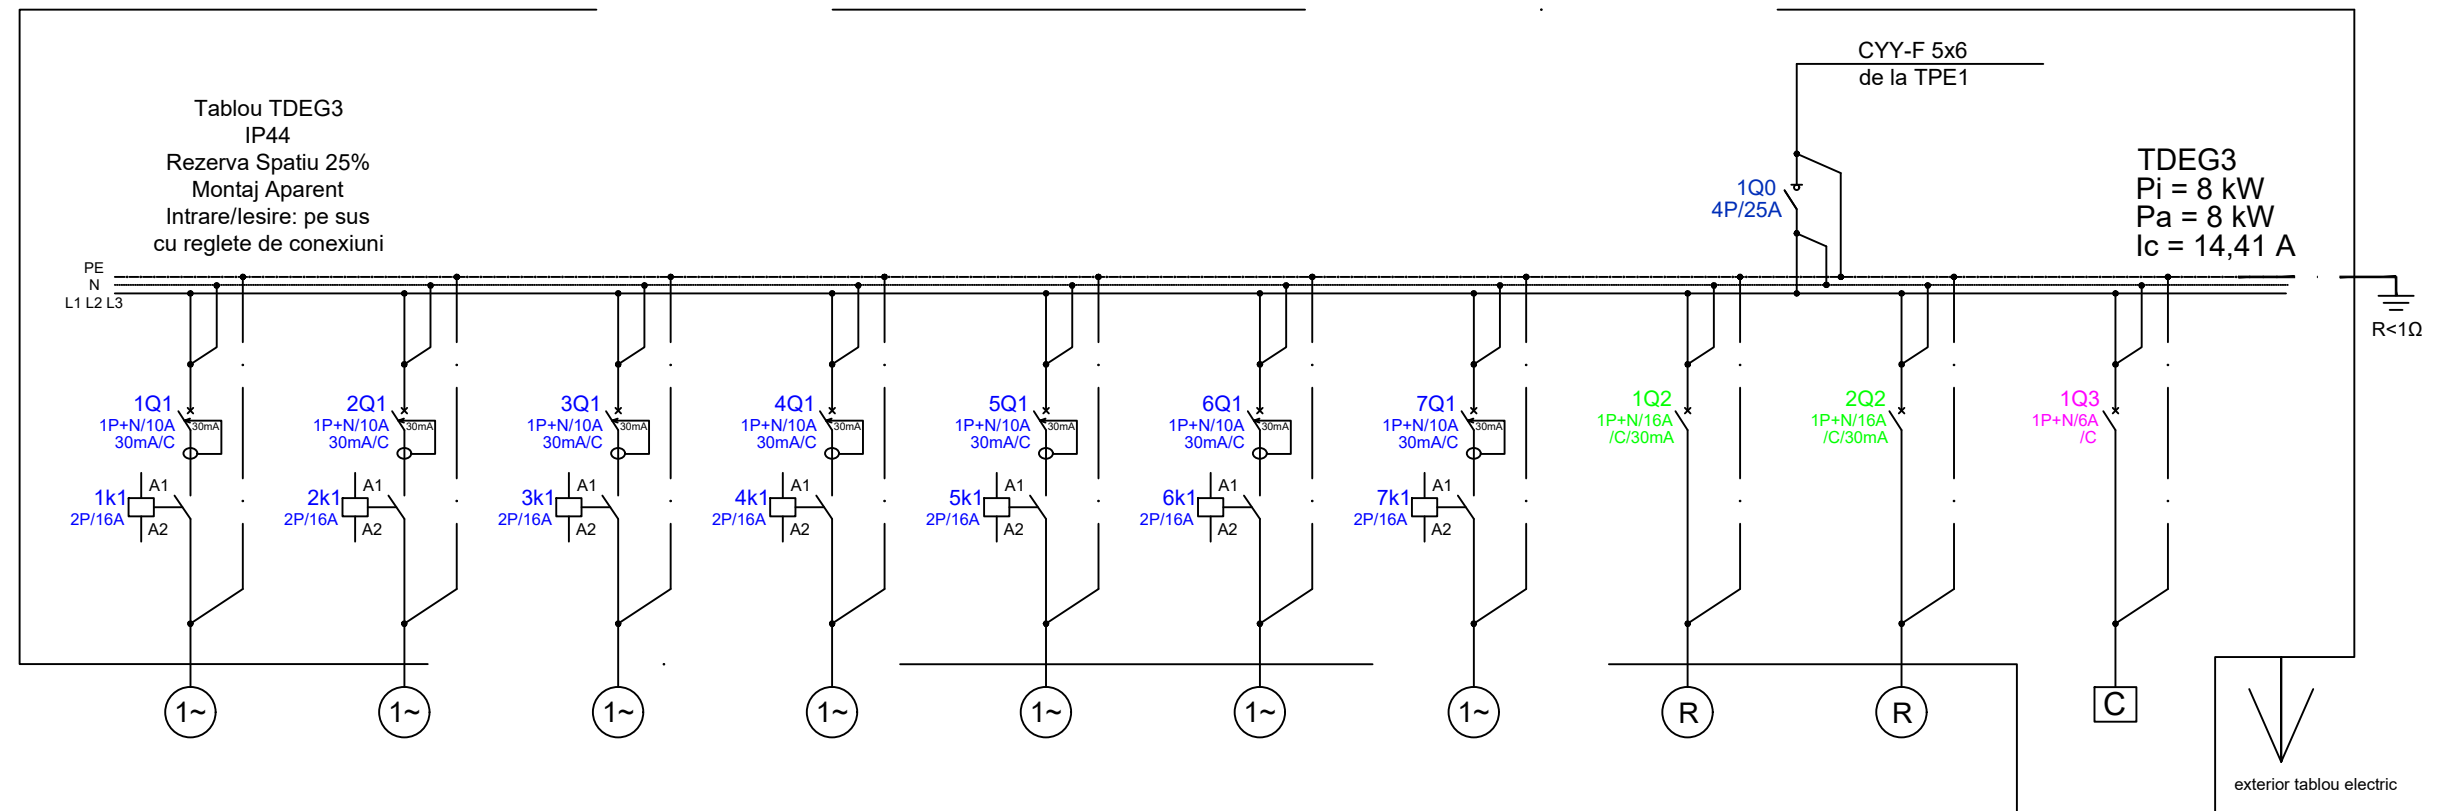 CYY-F 5x6
de la TPE1
Tablou TDEG3
IP44
Rezerva Spatiu 25%
Montaj Aparent
Intrare/Iesire: pe sus
cu reglete de conexiuni
1Q0
4P/25A
TDEG3
Pi = 8 kW
Pa = 8 kW
Ic = 14,41 A
PE
N
L1 L2 L3
R<1Ω
1Q1
1P+N/10A
30mA/C
30mA
2Q1
1P+N/10A
30mA/C
30mA
3Q1
1P+N/10A
30mA/C
30mA
4Q1
1P+N/10A
30mA/C
30mA
5Q1
1P+N/10A
30mA/C
30mA
6Q1
1P+N/10A
30mA/C
30mA
7Q1
1P+N/10A
30mA/C
30mA
1Q2
1P+N/16A
/C/30mA
2Q2
1P+N/16A
/C/30mA
1Q3
1P+N/6A
/C
1k1
2P/16A
A1
A2
2k1
2P/16A
A1
A2
3k1
2P/16A
A1
A2
4k1
2P/16A
A1
A2
5k1
2P/16A
A1
A2
6k1
2P/16A
A1
A2
7k1
2P/16A
A1
A2
1~
1~
1~
1~
1~
1~
1~
R
R
C
exterior tablou electric